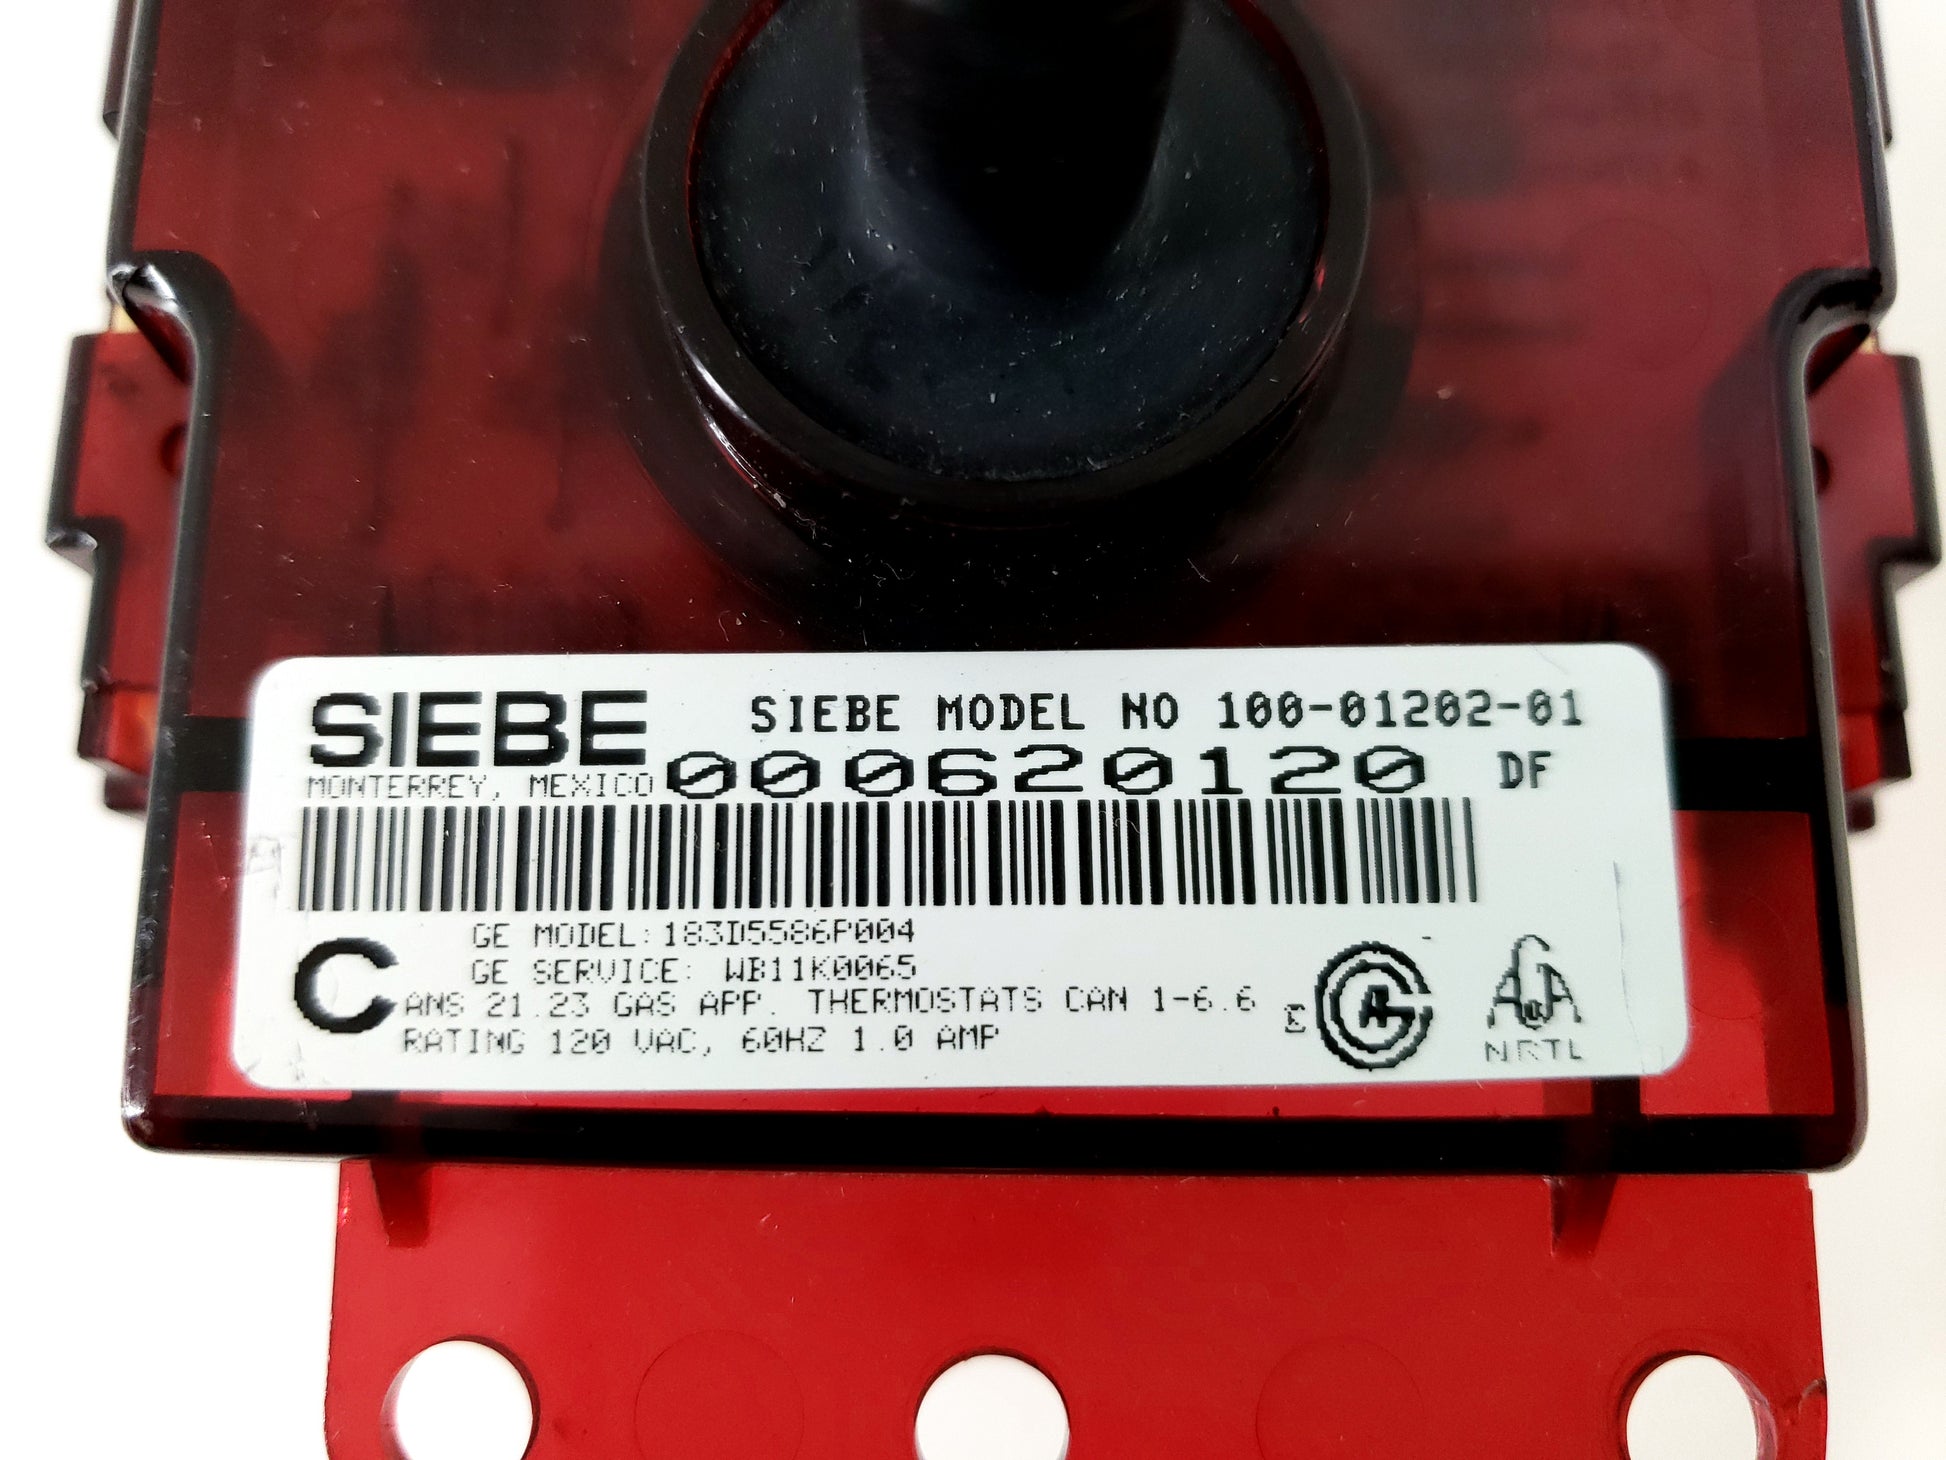 SIEBE
SIEBE MODEL NO 100-01202-01
MONTERREY, MEXICO
000620120 DF
GE MODEL: 183D5586P004
GE SERVICE: WB11K0065
C
ANS 21.23 GAS APP. THERMOSTATS CAN 1-6.6
RATING 120 VAC, 60HZ 1.0 AMP
NRTL